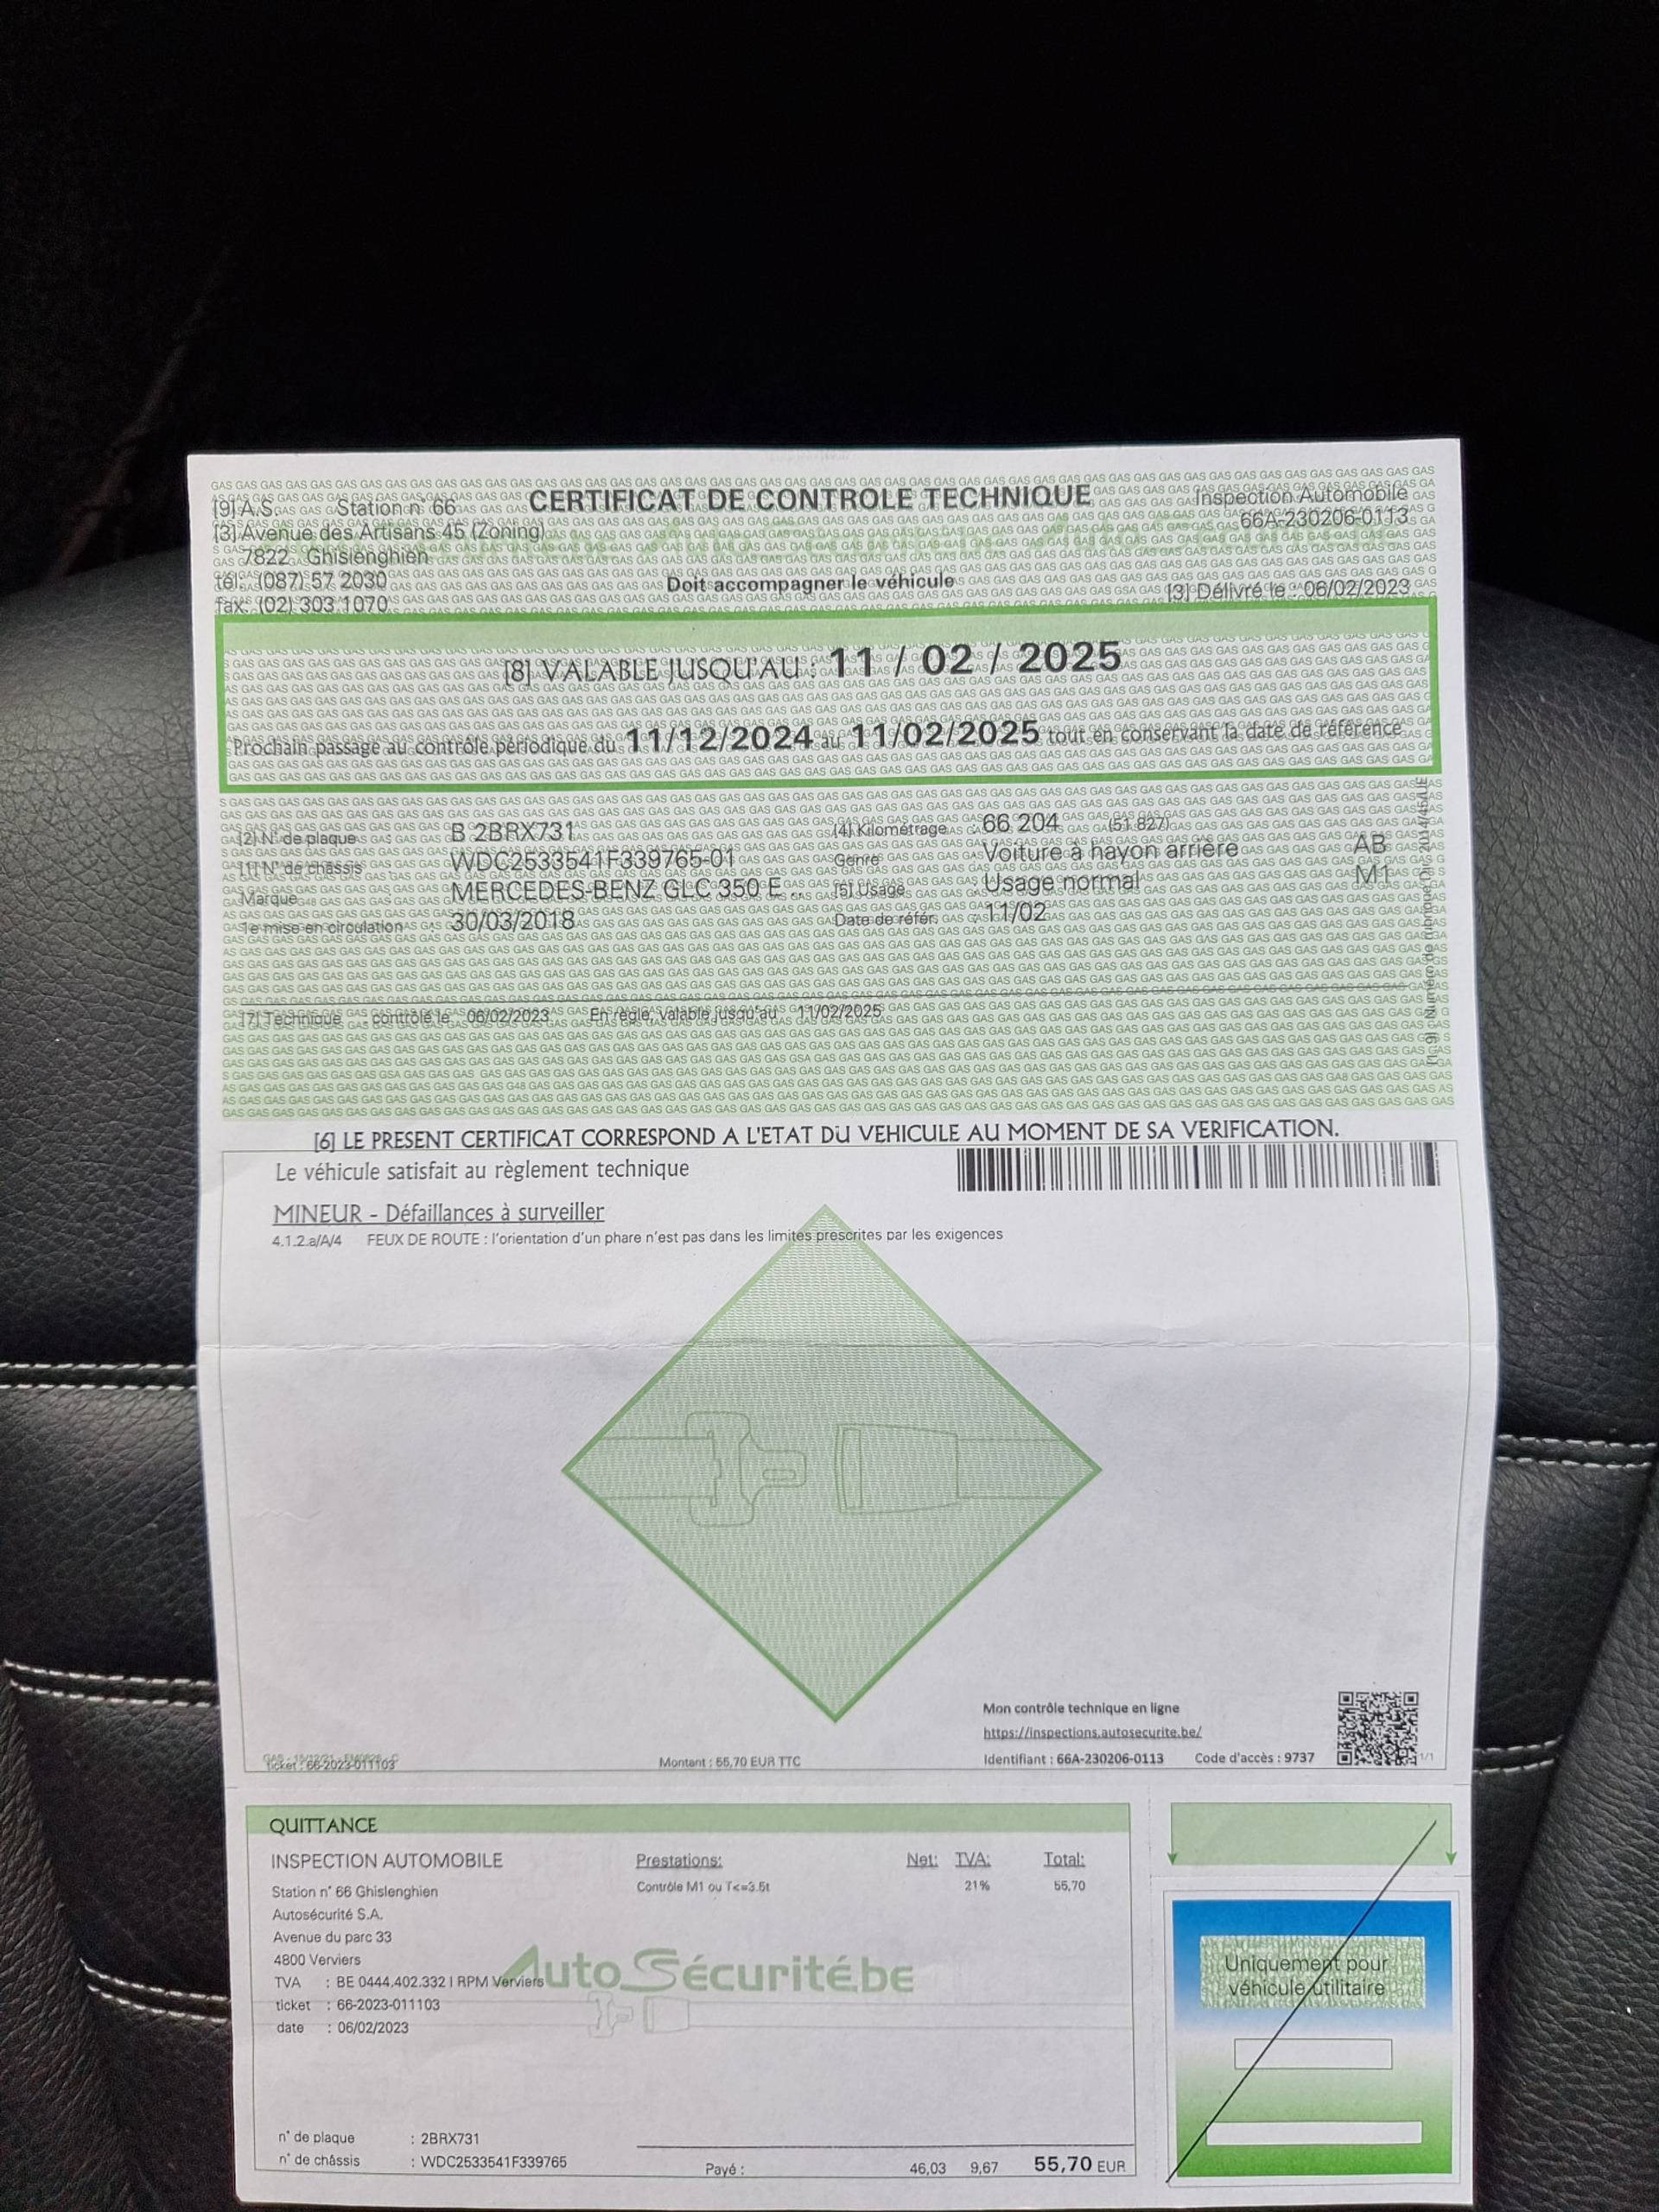 CERTIFICAT DE CONTROLE TECHNIQUE
[9] A.S. Station n° 66
[3] Avenue des Artisans 45 (Zoning)
7822 Ghislenghien
tél. : (087) 57 2030
fax. (02) 303 1070
Inspection Automobile
66A-230206-0113
Doit accompagner le véhicule
[3] Délivré le : 06/02/2023
[8] VALABLE JUSQU'AU : 11 / 02 / 2025
Prochain passage au contrôle périodique du 11/12/2024 au 11/02/2025 tout en conservant la date de référence
[2] N° de plaque B 2BRX731
[1] N° de châssis WDC2533541F339765-01
Marque MERCEDES-BENZ GLC 350 E ...
1e mise en circulation : 30/03/2018
[4] Kilométrage : 66 204 (51 827)
Genre Voiture à hayon arrière AB
[5] Usage : Usage normal M1
Date de référ. : 11/02
[7] Technique contrôlé le 06/02/2023 En règle, valable jusqu'au 11/02/2025
[6] LE PRESENT CERTIFICAT CORRESPOND A L'ETAT DU VEHICULE AU MOMENT DE SA VERIFICATION.
Le véhicule satisfait au règlement technique
MINEUR - Défaillances à surveiller
4.1.2.a/A/4 FEUX DE ROUTE : l'orientation d'un phare n'est pas dans les limites prescrites par les exigences
Mon contrôle technique en ligne
https://inspections.autosecurite.be/
Identifiant : 66A-230206-0113 Code d'accès : 9737
1/1
ticket : 66-2023-011103
Montant : 55,70 EUR TTC
QUITTANCE
INSPECTION AUTOMOBILE
Station n° 66 Ghislenghien
Autosécurité S.A.
Avenue du parc 33
4800 Verviers
TVA : BE 0444.402.332 I RPM Verviers
ticket : 66-2023-011103
date : 06/02/2023
Prestations: Net: TVA: Total:
Contrôle M1 ou T<=3.5t 21% 55,70
AutoSécurité.be
n° de plaque : 2BRX731
n° de châssis : WDC2533541F339765
Payé : 46,03 9,67 55,70 EUR
Uniquement pour
véhicule utilitaire